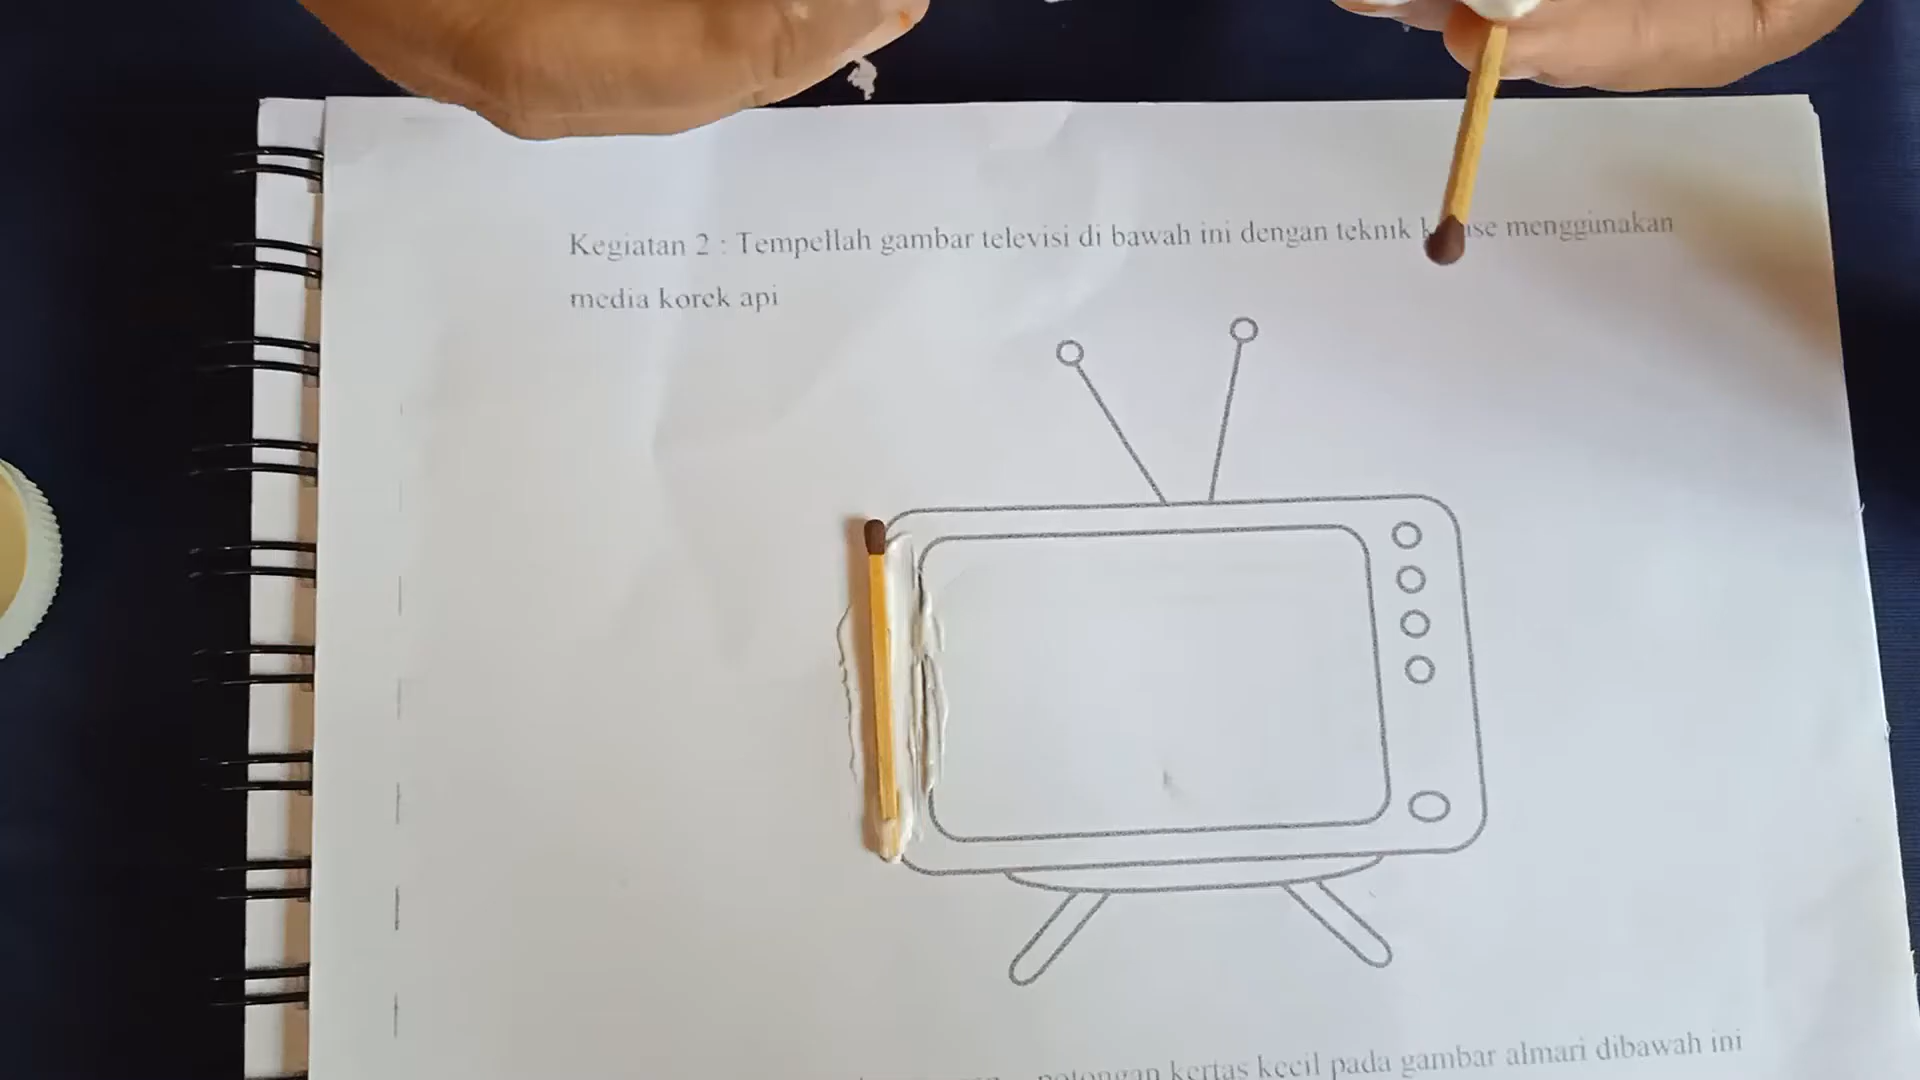 Kegiatan 2 : Tempellah gambar televisi di bawah ini dengan teknik menggunakan
media korek api
potongan kertas kecil pada gambar almari dibawah ini